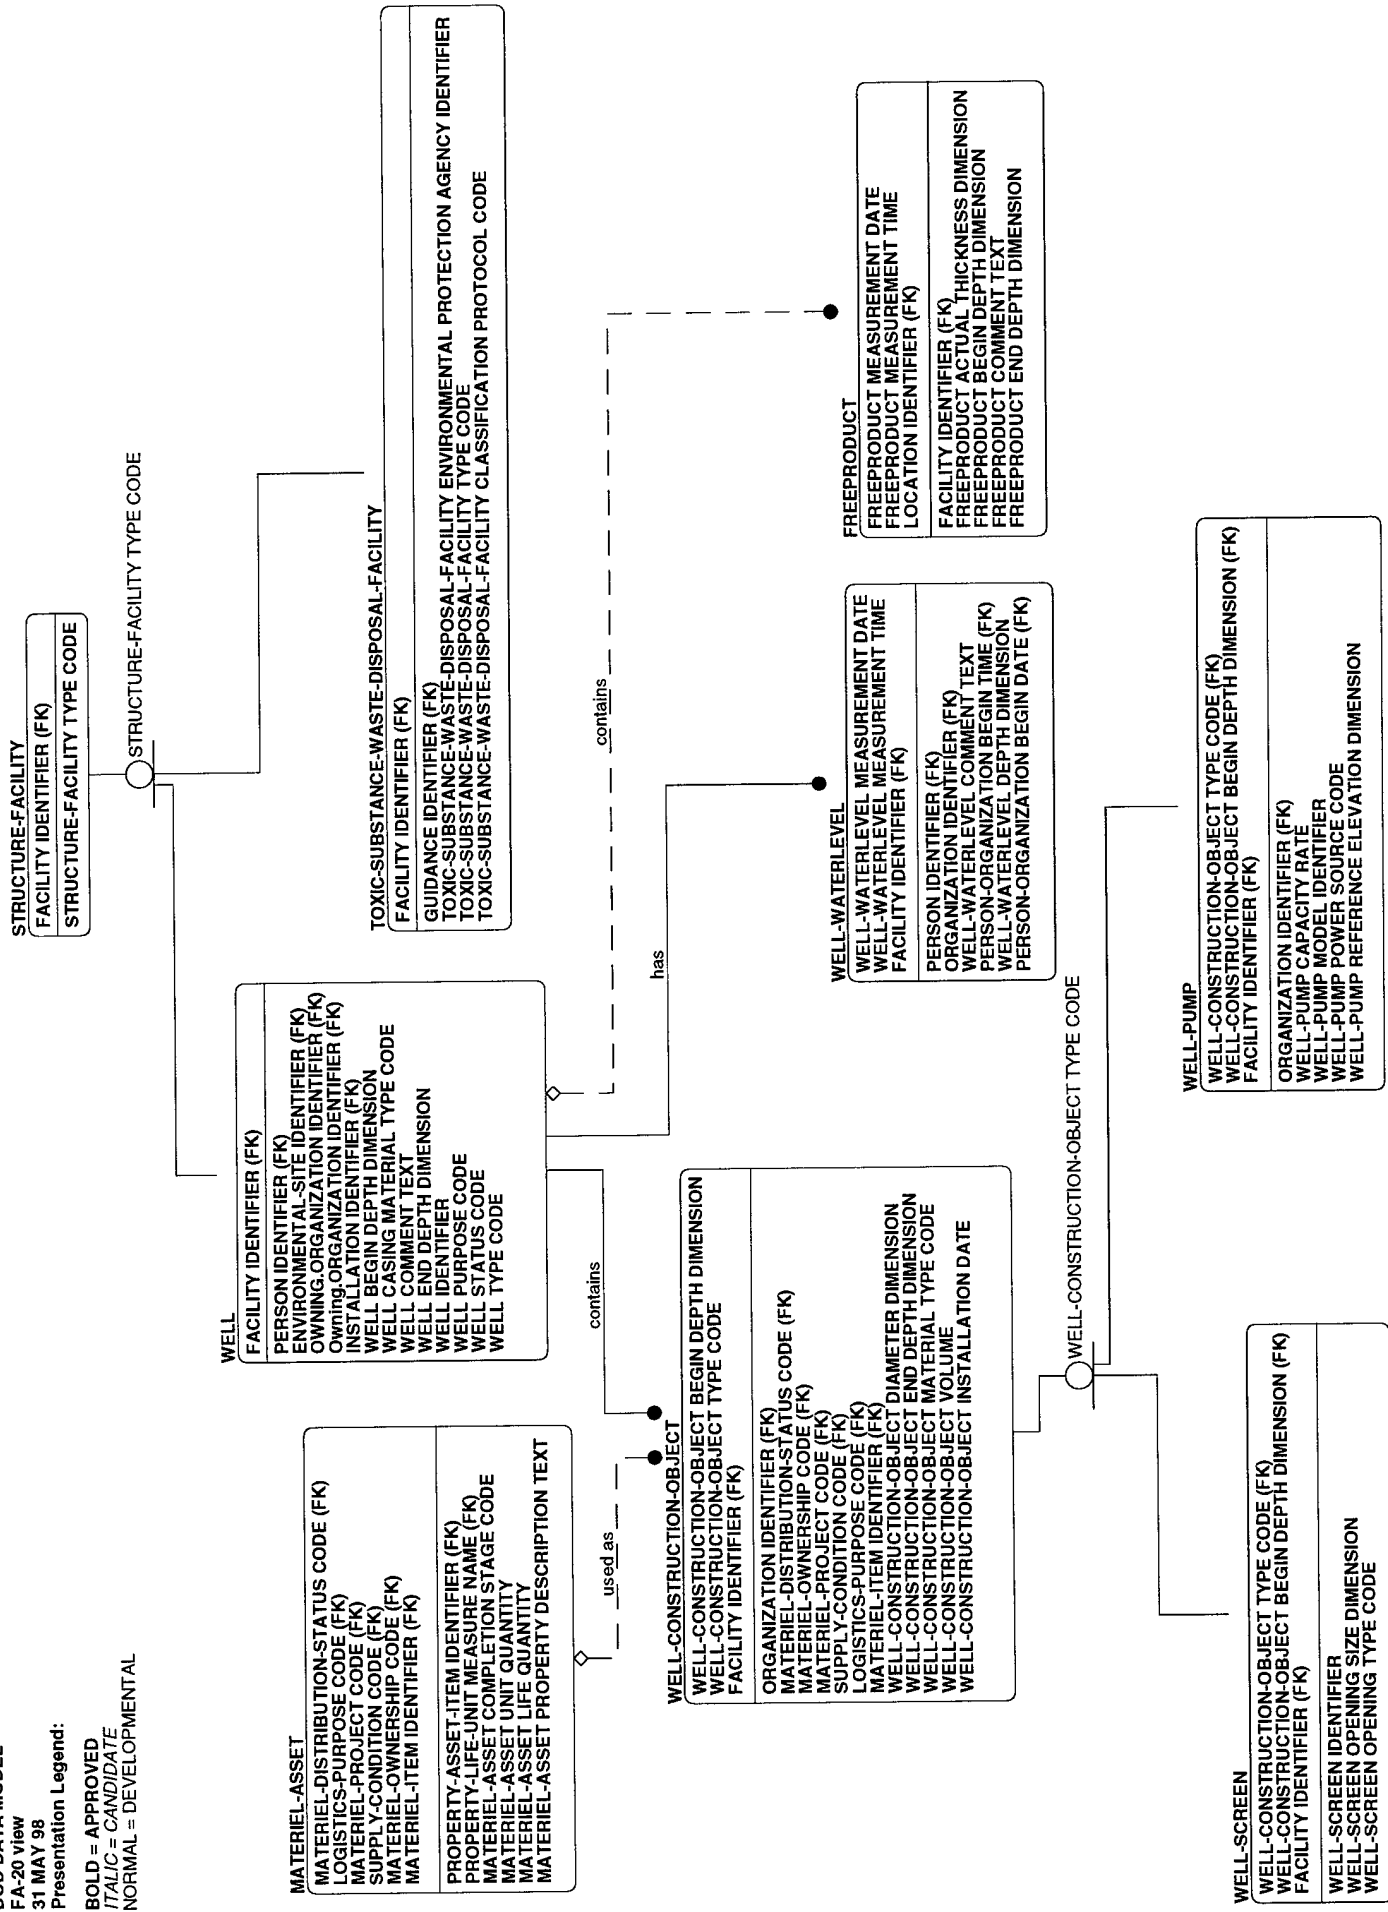 DOD DATA MODEL
FA-20 view
31 MAY 98
Presentation Legend:
BOLD = APPROVED
ITALIC = CANDIDATE
NORMAL = DEVELOPMENTAL
STRUCTURE-FACILITY
FACILITY IDENTIFIER (FK)
STRUCTURE-FACILITY TYPE CODE
STRUCTURE-FACILITY TYPE CODE
MATERIEL-ASSET
MATERIEL-DISTRIBUTION-STATUS CODE (FK)
LOGISTICS-PURPOSE CODE (FK)
MATERIEL-PROJECT CODE (FK)
SUPPLY-CONDITION CODE (FK)
MATERIEL-OWNERSHIP CODE (FK)
MATERIEL-ITEM IDENTIFIER (FK)
PROPERTY-ASSET-ITEM IDENTIFIER (FK)
PROPERTY-LIFE-UNIT MEASURE NAME (FK)
MATERIEL-ASSET COMPLETION STAGE CODE
MATERIEL-ASSET UNIT QUANTITY
MATERIEL-ASSET LIFE QUANTITY
MATERIEL-ASSET PROPERTY DESCRIPTION TEXT
WELL
FACILITY IDENTIFIER (FK)
PERSON IDENTIFIER (FK)
ENVIRONMENTAL-SITE IDENTIFIER (FK)
OWNING.ORGANIZATION IDENTIFIER (FK)
Owning.ORGANIZATION IDENTIFIER (FK)
INSTALLATION IDENTIFIER (FK)
WELL BEGIN DEPTH DIMENSION
WELL CASING MATERIAL TYPE CODE
WELL COMMENT TEXT
WELL END DEPTH DIMENSION
WELL IDENTIFIER
WELL PURPOSE CODE
WELL STATUS CODE
WELL TYPE CODE
TOXIC-SUBSTANCE-WASTE-DISPOSAL-FACILITY
FACILITY IDENTIFIER (FK)
GUIDANCE IDENTIFIER (FK)
TOXIC-SUBSTANCE-WASTE-DISPOSAL-FACILITY ENVIRONMENTAL PROTECTION AGENCY IDENTIFIER
TOXIC-SUBSTANCE-WASTE-DISPOSAL-FACILITY TYPE CODE
TOXIC-SUBSTANCE-WASTE-DISPOSAL-FACILITY CLASSIFICATION PROTOCOL CODE
used as
contains
has
contains
WELL-CONSTRUCTION-OBJECT
WELL-CONSTRUCTION-OBJECT BEGIN DEPTH DIMENSION
WELL-CONSTRUCTION-OBJECT TYPE CODE
FACILITY IDENTIFIER (FK)
ORGANIZATION IDENTIFIER (FK)
MATERIEL-DISTRIBUTION-STATUS CODE (FK)
MATERIEL-OWNERSHIP CODE (FK)
MATERIEL-PROJECT CODE (FK)
SUPPLY-CONDITION CODE (FK)
LOGISTICS-PURPOSE CODE (FK)
MATERIEL-ITEM IDENTIFIER (FK)
WELL-CONSTRUCTION-OBJECT DIAMETER DIMENSION
WELL-CONSTRUCTION-OBJECT END DEPTH DIMENSION
WELL-CONSTRUCTION-OBJECT MATERIAL TYPE CODE
WELL-CONSTRUCTION-OBJECT VOLUME
WELL-CONSTRUCTION-OBJECT INSTALLATION DATE
WELL-WATERLEVEL
WELL-WATERLEVEL MEASUREMENT DATE
WELL-WATERLEVEL MEASUREMENT TIME
FACILITY IDENTIFIER (FK)
PERSON IDENTIFIER (FK)
ORGANIZATION IDENTIFIER (FK)
WELL-WATERLEVEL COMMENT TEXT
PERSON-ORGANIZATION BEGIN TIME (FK)
WELL-WATERLEVEL DEPTH DIMENSION
PERSON-ORGANIZATION BEGIN DATE (FK)
FREEPRODUCT
FREEPRODUCT MEASUREMENT DATE
FREEPRODUCT MEASUREMENT TIME
LOCATION IDENTIFIER (FK)
FACILITY IDENTIFIER (FK)
FREEPRODUCT ACTUAL THICKNESS DIMENSION
FREEPRODUCT BEGIN DEPTH DIMENSION
FREEPRODUCT COMMENT TEXT
FREEPRODUCT END DEPTH DIMENSION
WELL-CONSTRUCTION-OBJECT TYPE CODE
WELL-SCREEN
WELL-CONSTRUCTION-OBJECT TYPE CODE (FK)
WELL-CONSTRUCTION-OBJECT BEGIN DEPTH DIMENSION (FK)
FACILITY IDENTIFIER (FK)
WELL-SCREEN IDENTIFIER
WELL-SCREEN OPENING SIZE DIMENSION
WELL-SCREEN OPENING TYPE CODE
WELL-PUMP
WELL-CONSTRUCTION-OBJECT TYPE CODE (FK)
WELL-CONSTRUCTION-OBJECT BEGIN DEPTH DIMENSION (FK)
FACILITY IDENTIFIER (FK)
ORGANIZATION IDENTIFIER (FK)
WELL-PUMP CAPACITY RATE
WELL-PUMP MODEL IDENTIFIER
WELL-PUMP POWER SOURCE CODE
WELL-PUMP REFERENCE ELEVATION DIMENSION